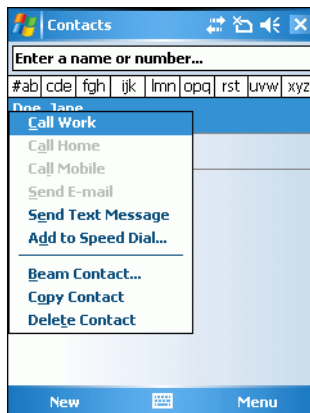 Contacts
Enter a name or number...
#ab cde fgh ijk lmn opq rst uvw xyz
Doe, Jane
Call Work
Call Home
Call Mobile
Send E-mail
Send Text Message
Add to Speed Dial...
Beam Contact...
Copy Contact
Delete Contact
New Menu